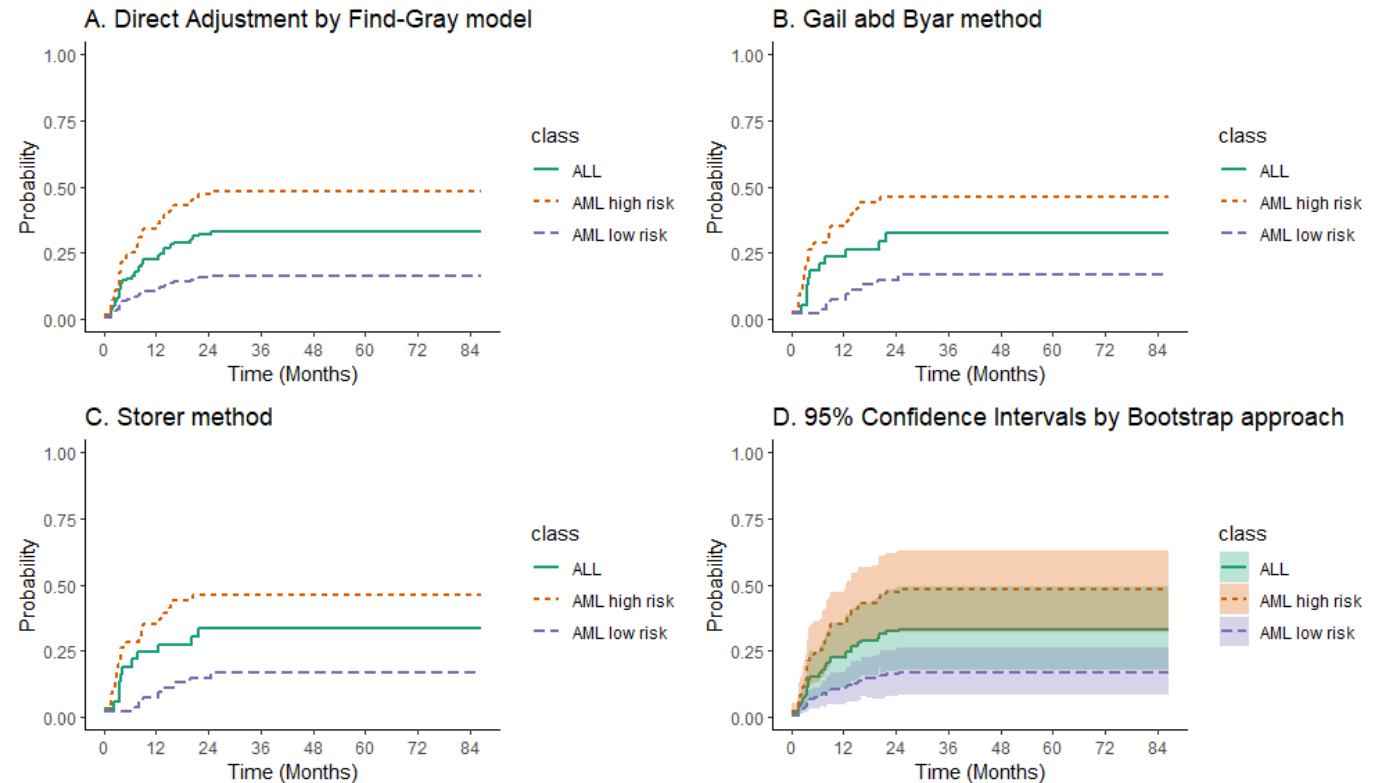 A. Direct Adjustment by Find-Gray model
1.00
0.75
0.50
0.25
0.00
Probability
0 12 24 36 48 60 72 84
Time (Months)
class
ALL
AML high risk
AML low risk
B. Gail abd Byar method
1.00
0.75
0.50
0.25
0.00
Probability
0 12 24 36 48 60 72 84
Time (Months)
class
ALL
AML high risk
AML low risk
C. Storer method
1.00
0.75
0.50
0.25
0.00
Probability
0 12 24 36 48 60 72 84
Time (Months)
class
ALL
AML high risk
AML low risk
D. 95% Confidence Intervals by Bootstrap approach
1.00
0.75
0.50
0.25
0.00
Probability
0 12 24 36 48 60 72 84
Time (Months)
class
ALL
AML high risk
AML low risk